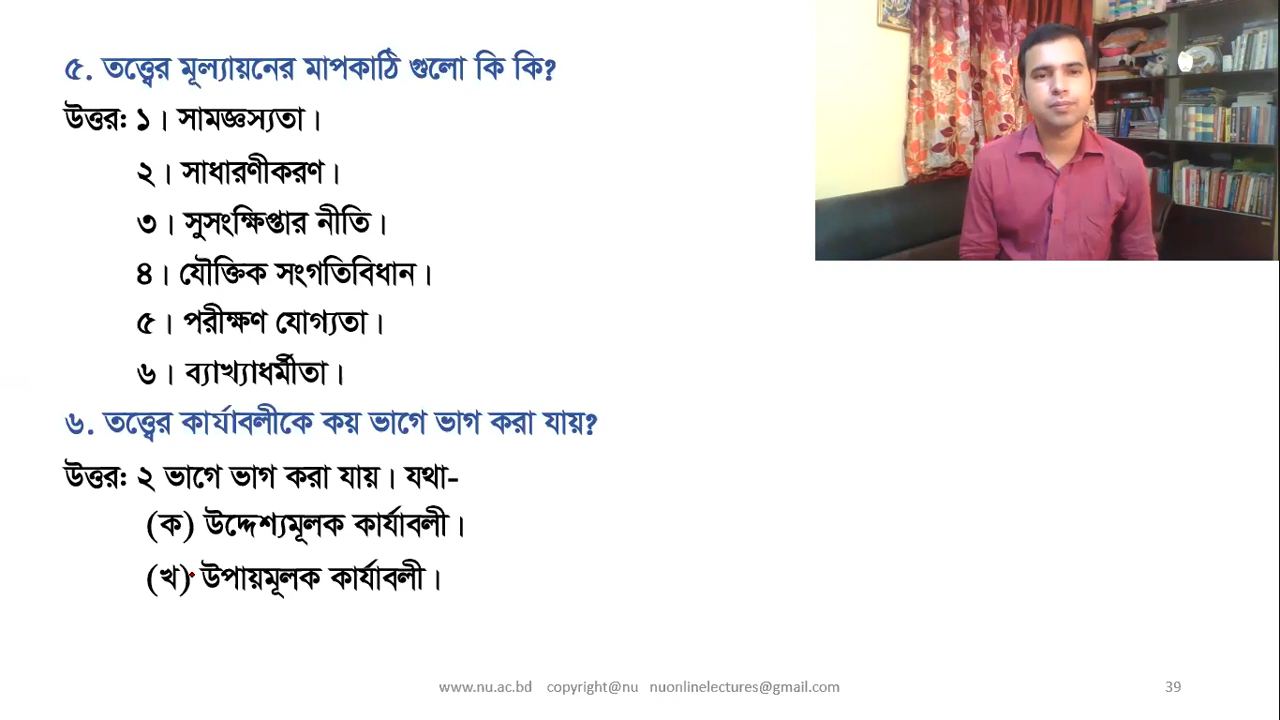 ৫. তত্ত্বের মূল্যায়নের মাপকাঠি গুলো কি কি?
উত্তর: ১। সামজ্ঞস্যতা।
২। সাধারণীকরণ।
৩। সুসংক্ষিপ্তার নীতি।
৪। যৌক্তিক সংগতিবিধান।
৫। পরীক্ষণ যোগ্যতা।
৬। ব্যাখ্যাধর্মীতা।
৬. তত্ত্বের কার্যাবলীকে কয় ভাগে ভাগ করা যায়?
উত্তর: ২ ভাগে ভাগ করা যায়। যথা-
(ক) উদ্দেশ্যমূলক কার্যাবলী।
(খ) উপায়মূলক কার্যাবলী।
www.nu.ac.bd copyright@nu nuonlinelectures@gmail.com 39